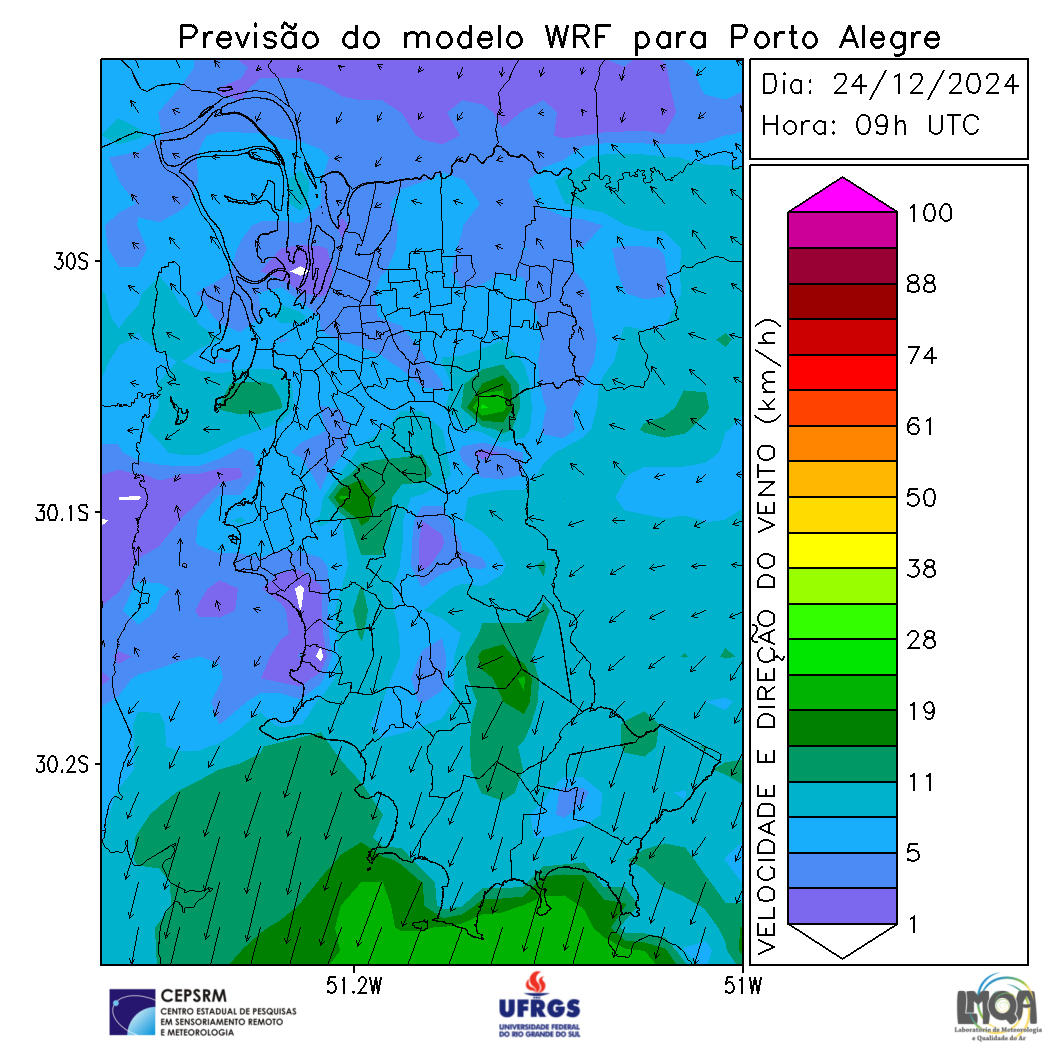 Previsão do modelo WRF para Porto Alegre
Dia: 24/12/2024
Hora: 09h UTC
30S
30.1S
30.2S
51.2W
51W
VELOCIDADE E DIREÇÃO DO VENTO (km/h)
100
88
74
61
50
38
28
19
11
5
1
CEPSRM
CENTRO ESTADUAL DE PESQUISAS
EM SENSORIAMENTO REMOTO
E METEOROLOGIA
UFRGS
UNIVERSIDADE FEDERAL
DO RIO GRANDE DO SUL
LMQA
Laboratório de Meteorologia
e Qualidade do Ar